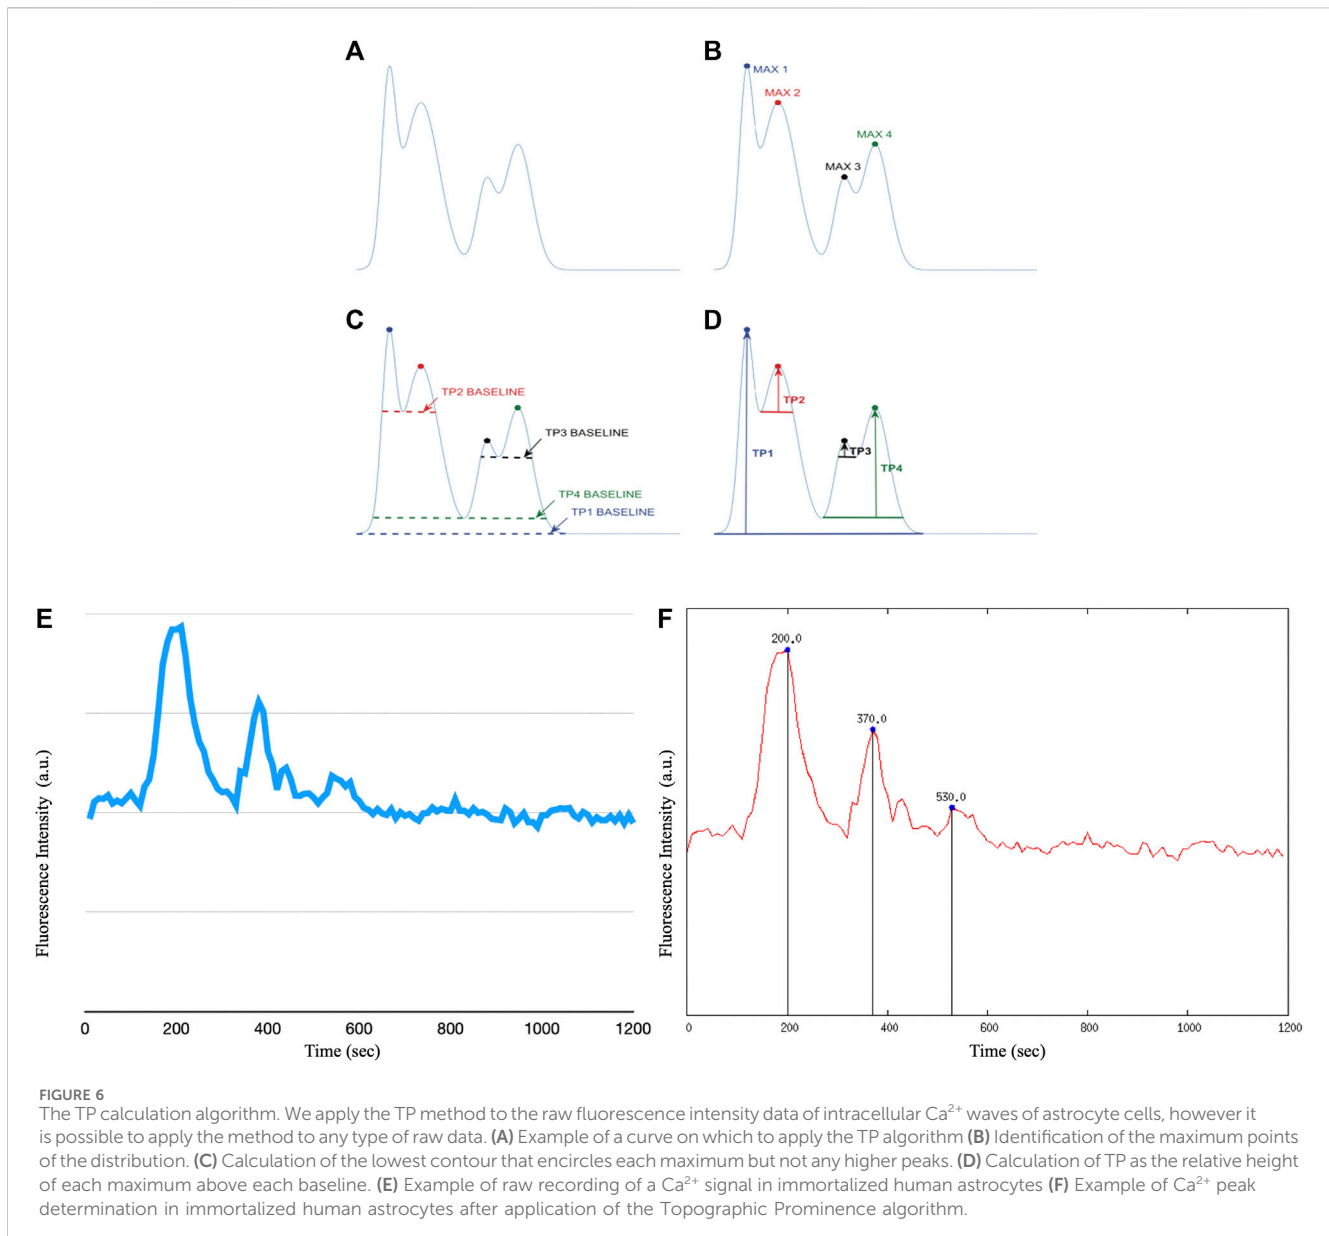 A
B
MAX 1
MAX 2
MAX 4
MAX 3
C
D
TP2 BASELINE
TP3 BASELINE
TP4 BASELINE
TP1 BASELINE
TP2
TP1
TP3
TP4
E
Fluorescence Intensity (a.u.)
0 200 400 600 800 1000 1200
Time (sec)
F
200.0
370.0
530.0
Fluorescence Intensity (a.u.)
0 200 400 600 800 1000 1200
Time (sec)
FIGURE 6
The TP calculation algorithm. We apply the TP method to the raw fluorescence intensity data of intracellular Ca²⁺ waves of astrocyte cells, however it
is possible to apply the method to any type of raw data. (A) Example of a curve on which to apply the TP algorithm (B) Identification of the maximum points
of the distribution. (C) Calculation of the lowest contour that encircles each maximum but not any higher peaks. (D) Calculation of TP as the relative height
of each maximum above each baseline. (E) Example of raw recording of a Ca²⁺ signal in immortalized human astrocytes (F) Example of Ca²⁺ peak
determination in immortalized human astrocytes after application of the Topographic Prominence algorithm.